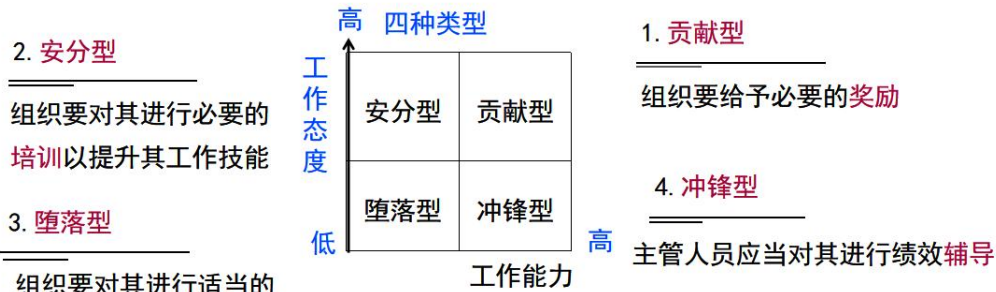 高 四种类型
2. 安分型
组织要对其进行必要的
培训以提升其工作技能
3. 堕落型
组织要对其进行适当的
工作态度
安分型 贡献型
堕落型 冲锋型
低
高
工作能力
1. 贡献型
组织要给予必要的奖励
4. 冲锋型
主管人员应当对其进行绩效辅导